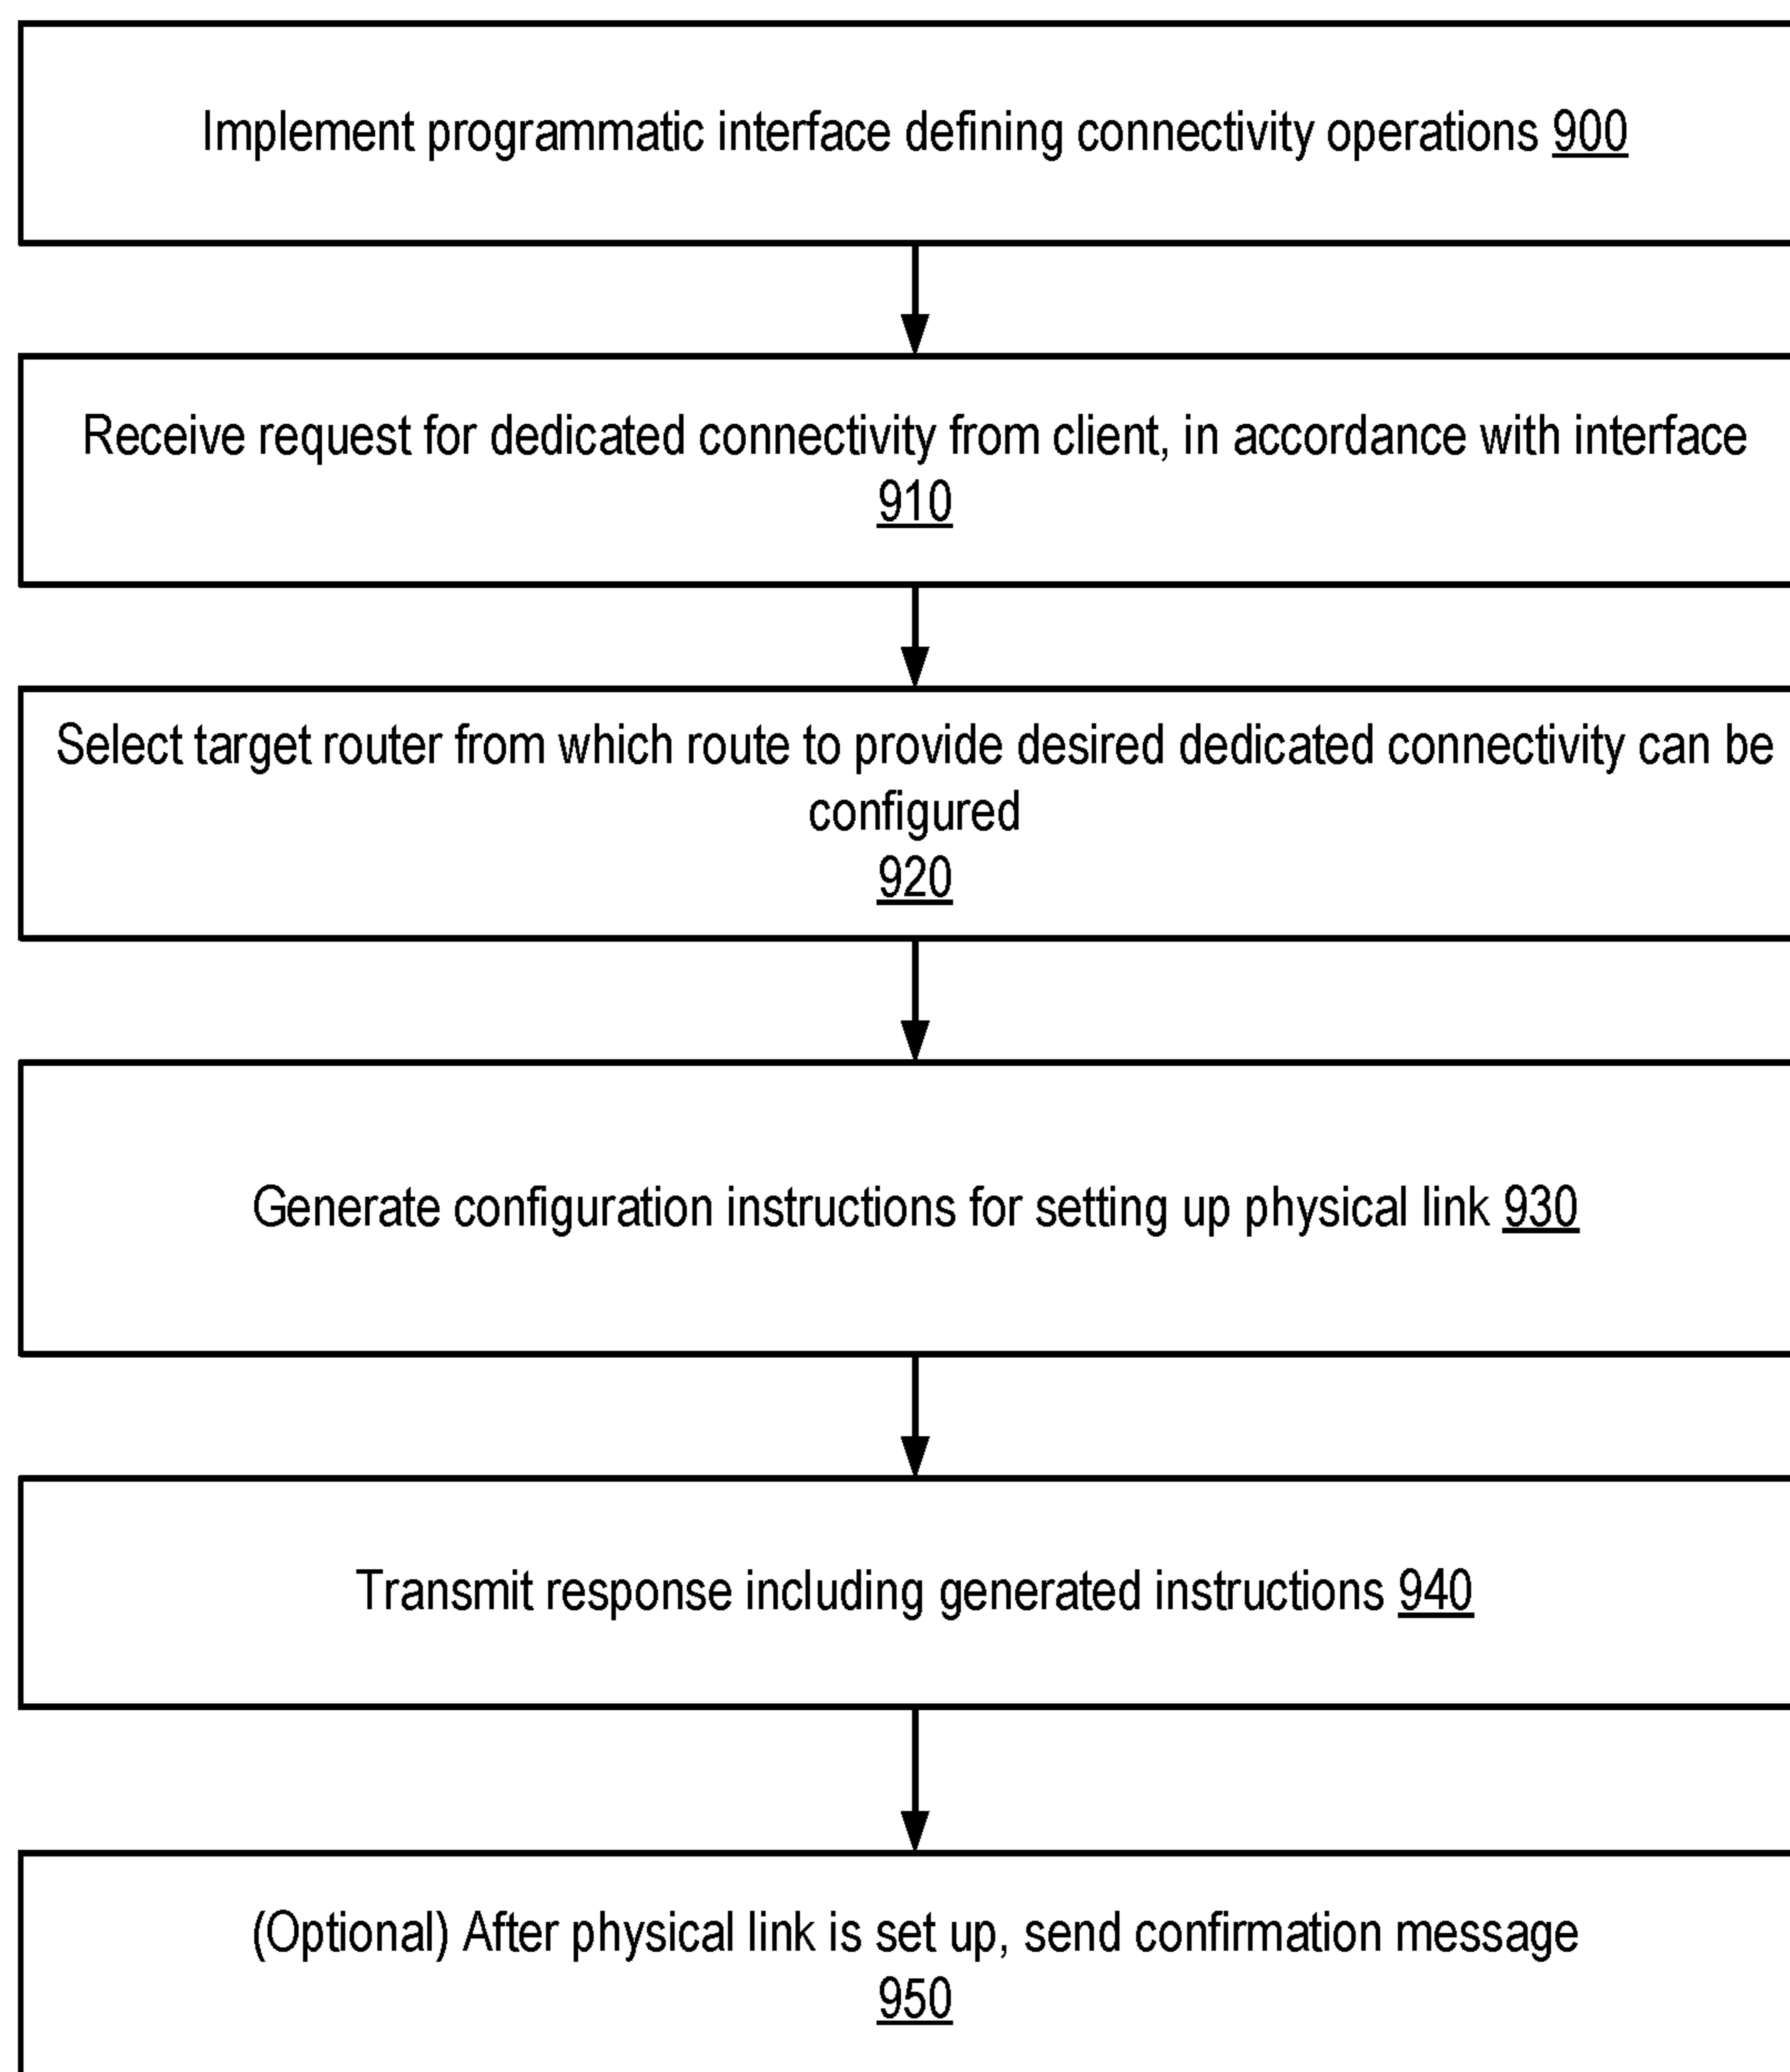 Implement programmatic interface defining connectivity operations 900
Receive request for dedicated connectivity from client, in accordance with interface
910
Select target router from which route to provide desired dedicated connectivity can be
configured
920
Generate configuration instructions for setting up physical link 930
Transmit response including generated instructions 940
(Optional) After physical link is set up, send confirmation message
950